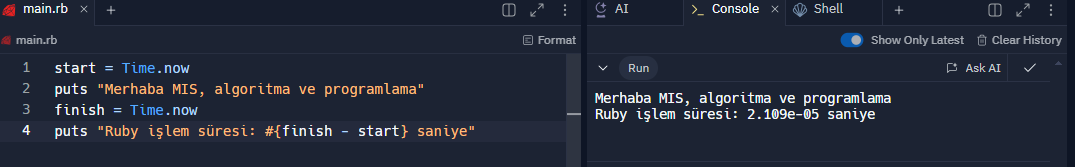 main.rb
main.rb
Format
1 start = Time.now
2 puts "Merhaba MIS, algoritma ve programlama"
3 finish = Time.now
4 puts "Ruby işlem süresi: #{finish - start} saniye"
AI
Console
Shell
Show Only Latest
Clear History
Run
Ask AI
Merhaba MIS, algoritma ve programlama
Ruby işlem süresi: 2.109e-05 saniye